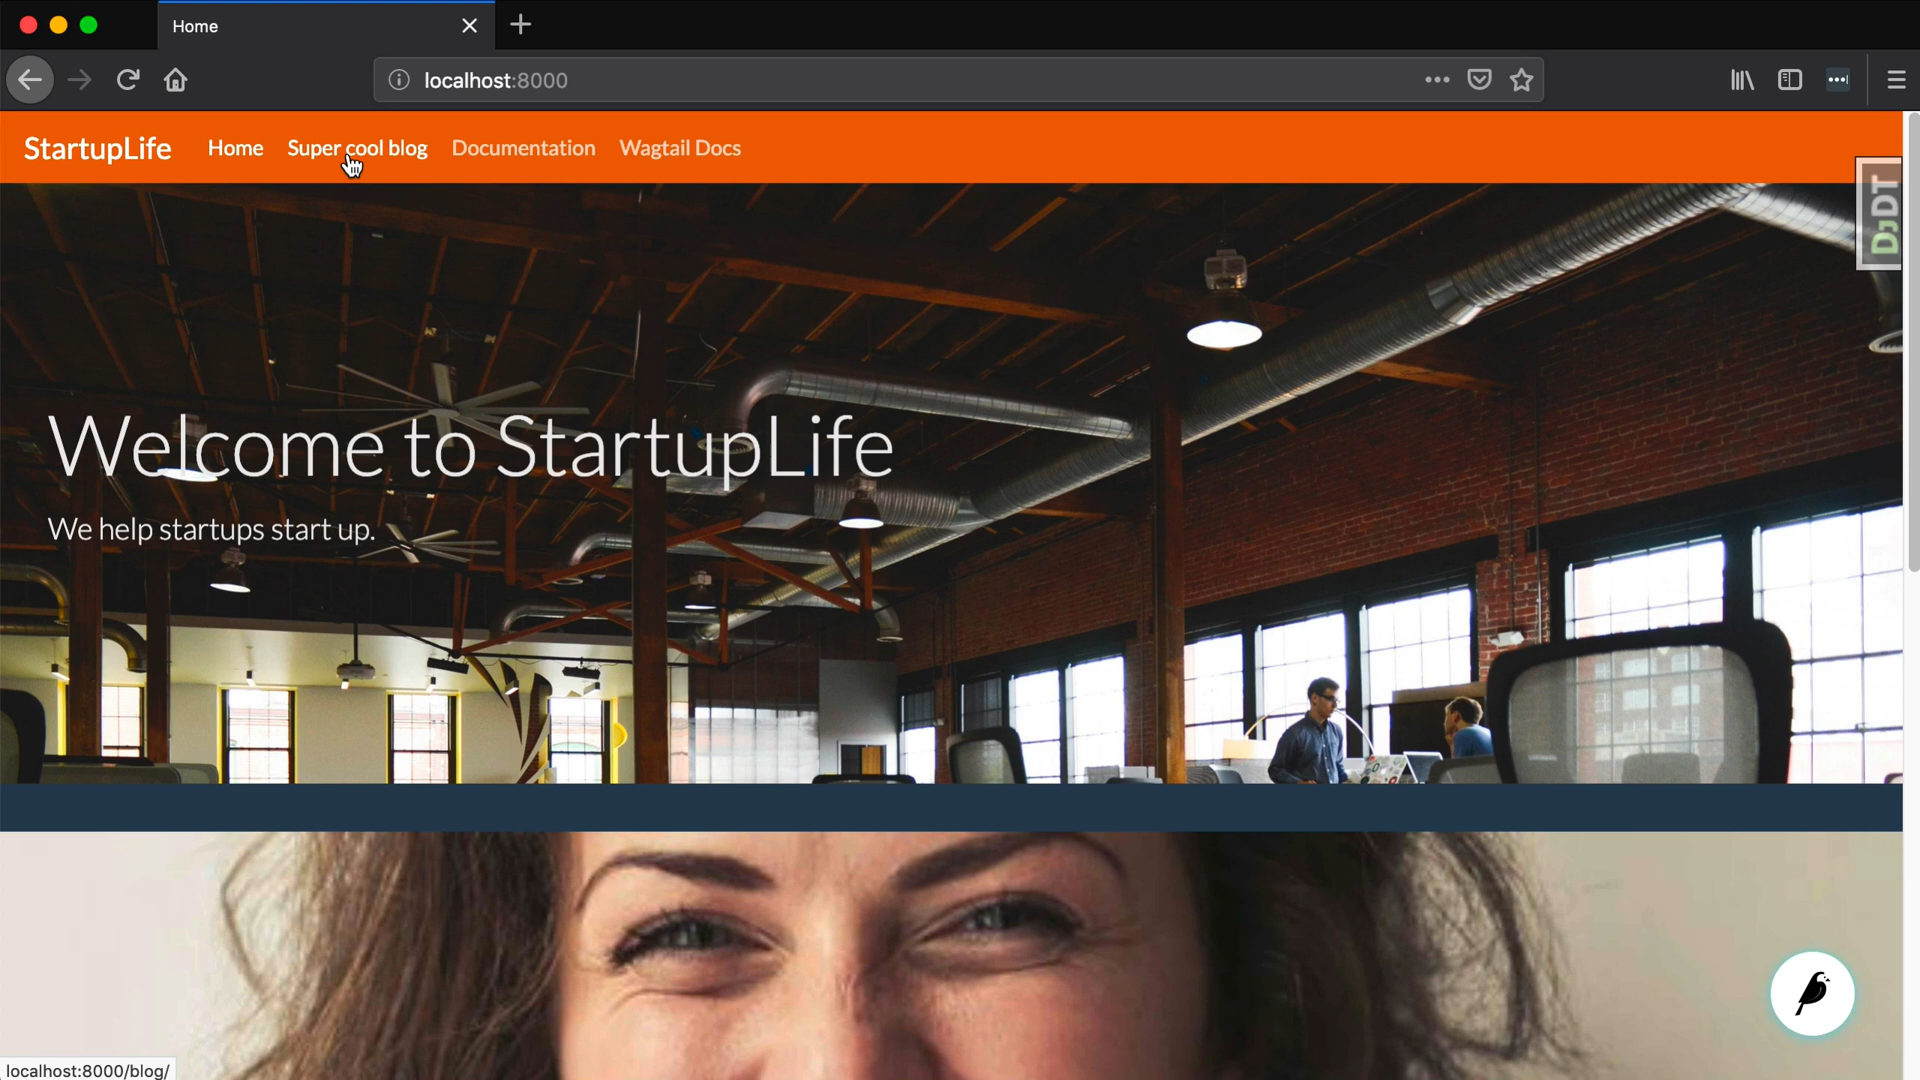 Home
localhost:8000
StartupLife Home Super cool blog Documentation Wagtail Docs
DJDT
Welcome to StartupLife
We help startups start up.
localhost:8000/blog/